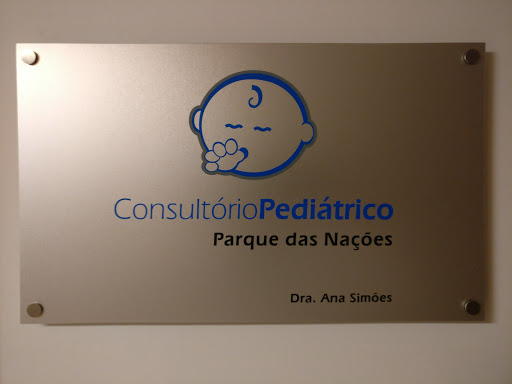 ConsultórioPediátrico
Parque das Nações
Dra. Ana Simões